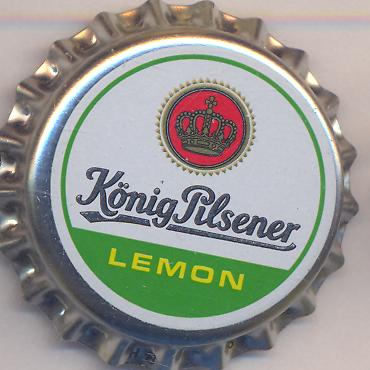 König Pilsener
LEMON